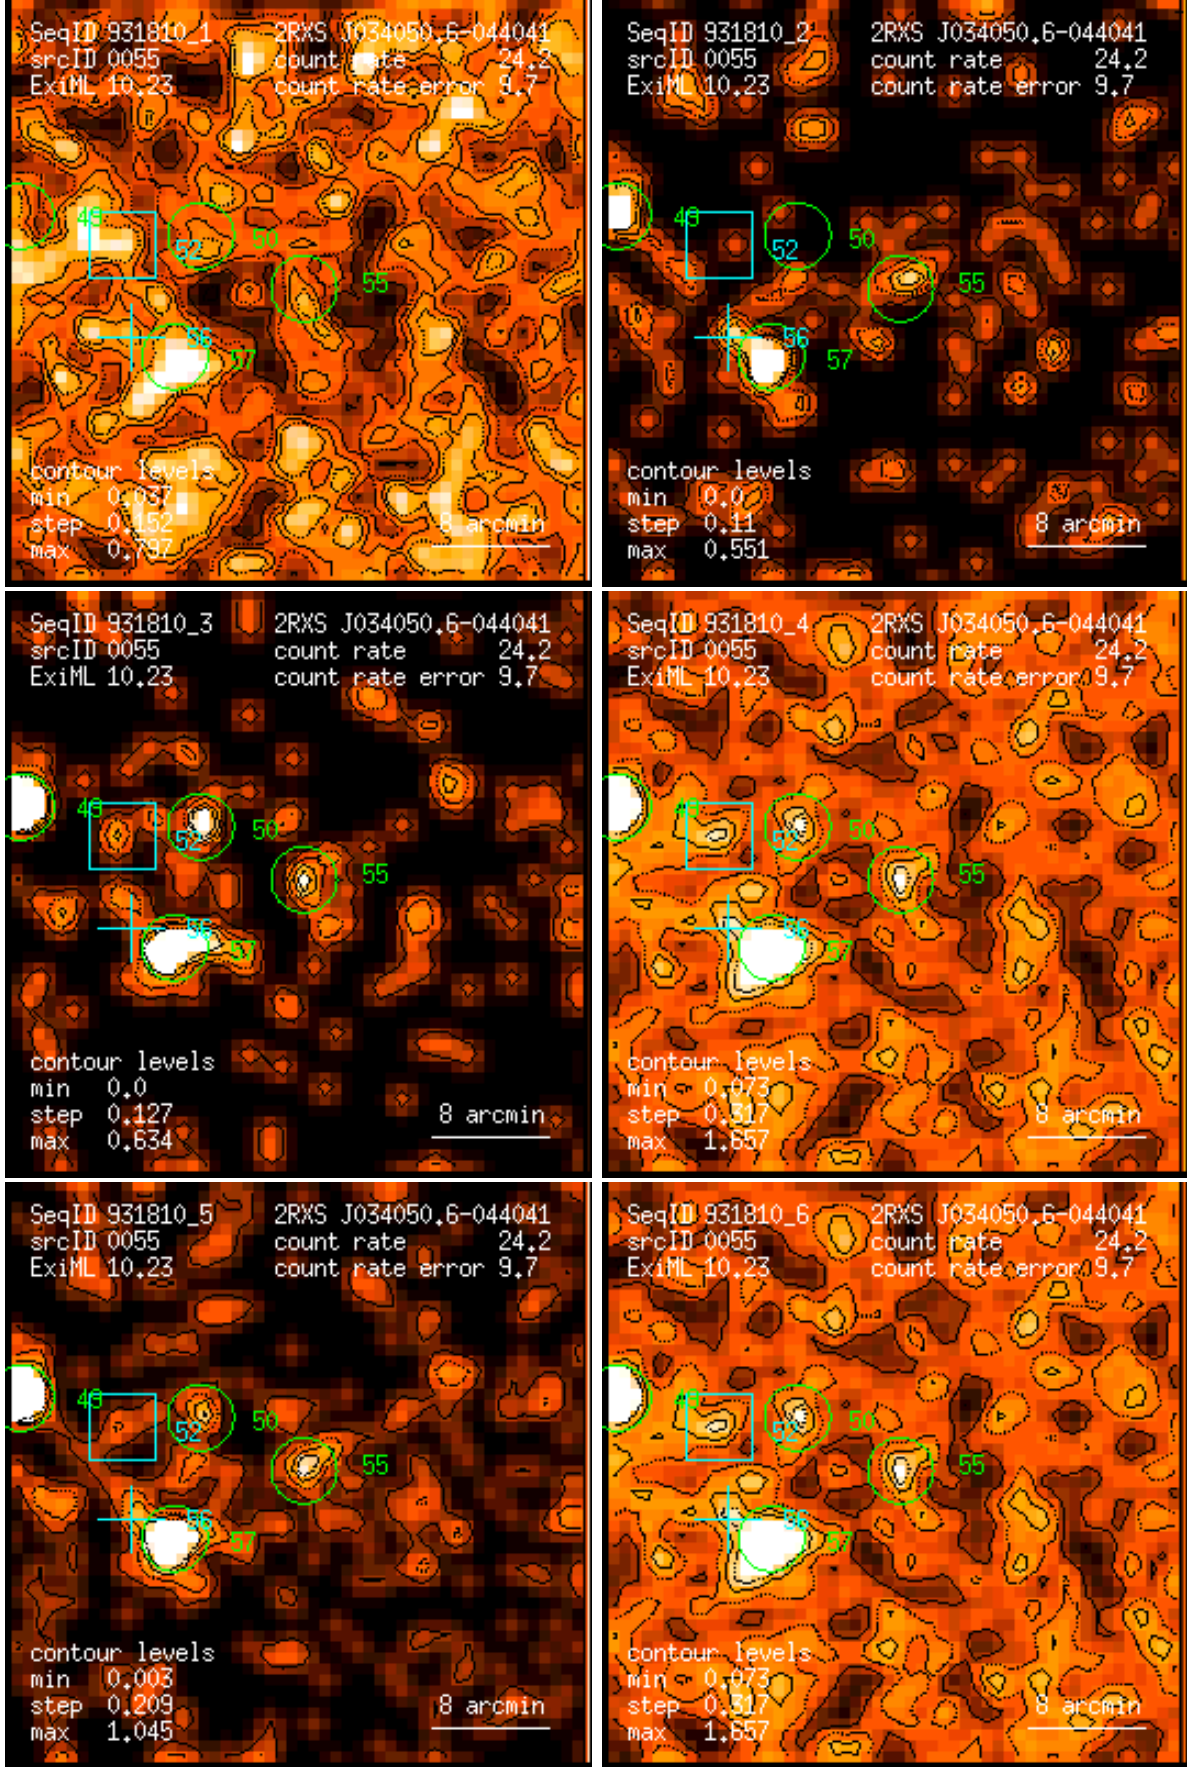 SeqID 931810_1 2RXS J034050.6-044041
srcID 0055 count rate 24.2
ExiML 10.23 count rate error 9.7
49
52
50
55
56
57
contour levels
min 0.037
step 0.152
max 0.797
8 arcmin
SeqID 931810_2 2RXS J034050.6-044041
srcID 0055 count rate 24.2
ExiML 10.23 count rate error 9.7
49
52
50
55
56
57
contour levels
min 0.0
step 0.11
max 0.551
8 arcmin
SeqID 931810_3 2RXS J034050.6-044041
srcID 0055 count rate 24.2
ExiML 10.23 count rate error 9.7
49
52
50
55
56
57
contour levels
min 0.0
step 0.127
max 0.634
8 arcmin
SeqID 931810_4 2RXS J034050.6-044041
srcID 0055 count rate 24.2
ExiML 10.23 count rate error 9.7
49
52
50
55
56
57
contour levels
min 0.073
step 0.317
max 1.657
8 arcmin
SeqID 931810_5 2RXS J034050.6-044041
srcID 0055 count rate 24.2
ExiML 10.23 count rate error 9.7
49
52
50
55
56
57
contour levels
min 0.003
step 0.209
max 1.045
8 arcmin
SeqID 931810_6 2RXS J034050.6-044041
srcID 0055 count rate 24.2
ExiML 10.23 count rate error 9.7
49
52
50
55
56
57
contour levels
min 0.073
step 0.317
max 1.657
8 arcmin